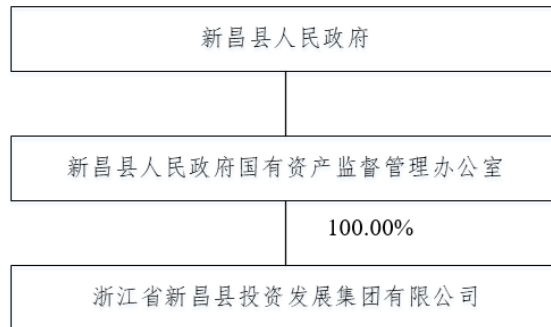 新昌县人民政府
新昌县人民政府国有资产监督管理办公室
100.00%
浙江省新昌县投资发展集团有限公司